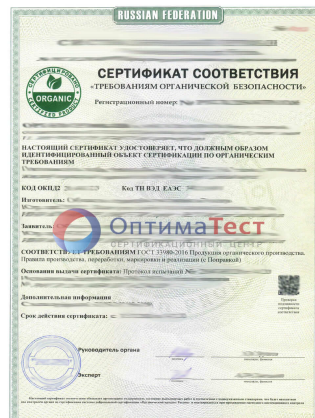 RUSSIAN FEDERATION
СЕРТИФИКАТ СООТВЕТСТВИЯ
«ТРЕБОВАНИЯМ ОРГАНИЧЕСКОЙ БЕЗОПАСНОСТИ»
ORGANIC
Регистрационный номер:
НАСТОЯЩИЙ СЕРТИФИКАТ УДОСТОВЕРЯЕТ, ЧТО ДОЛЖНЫМ ОБРАЗОМ
ИДЕНТИФИЦИРОВАННЫЙ ОБЪЕКТ СЕРТИФИКАЦИИ ПО ОРГАНИЧЕСКИМ
ТРЕБОВАНИЯМ
КОД ОКПД2 Код ТН ВЭД ЕАЭС
Изготовитель:
ОптимаТест
Заявитель:
СЕРТИФИКАЦИОННЫЙ ЦЕНТР
СООТВЕТСТВУЕТ ТРЕБОВАНИЯМ ГОСТ 33980-2016 Продукция органического производства.
Правила производства, переработки, маркировки и реализации (с Поправкой)
Основания выдачи сертификата: Протокол испытаний №
Дополнительная информация
Срок действия сертификата: с
Руководитель органа
Эксперт